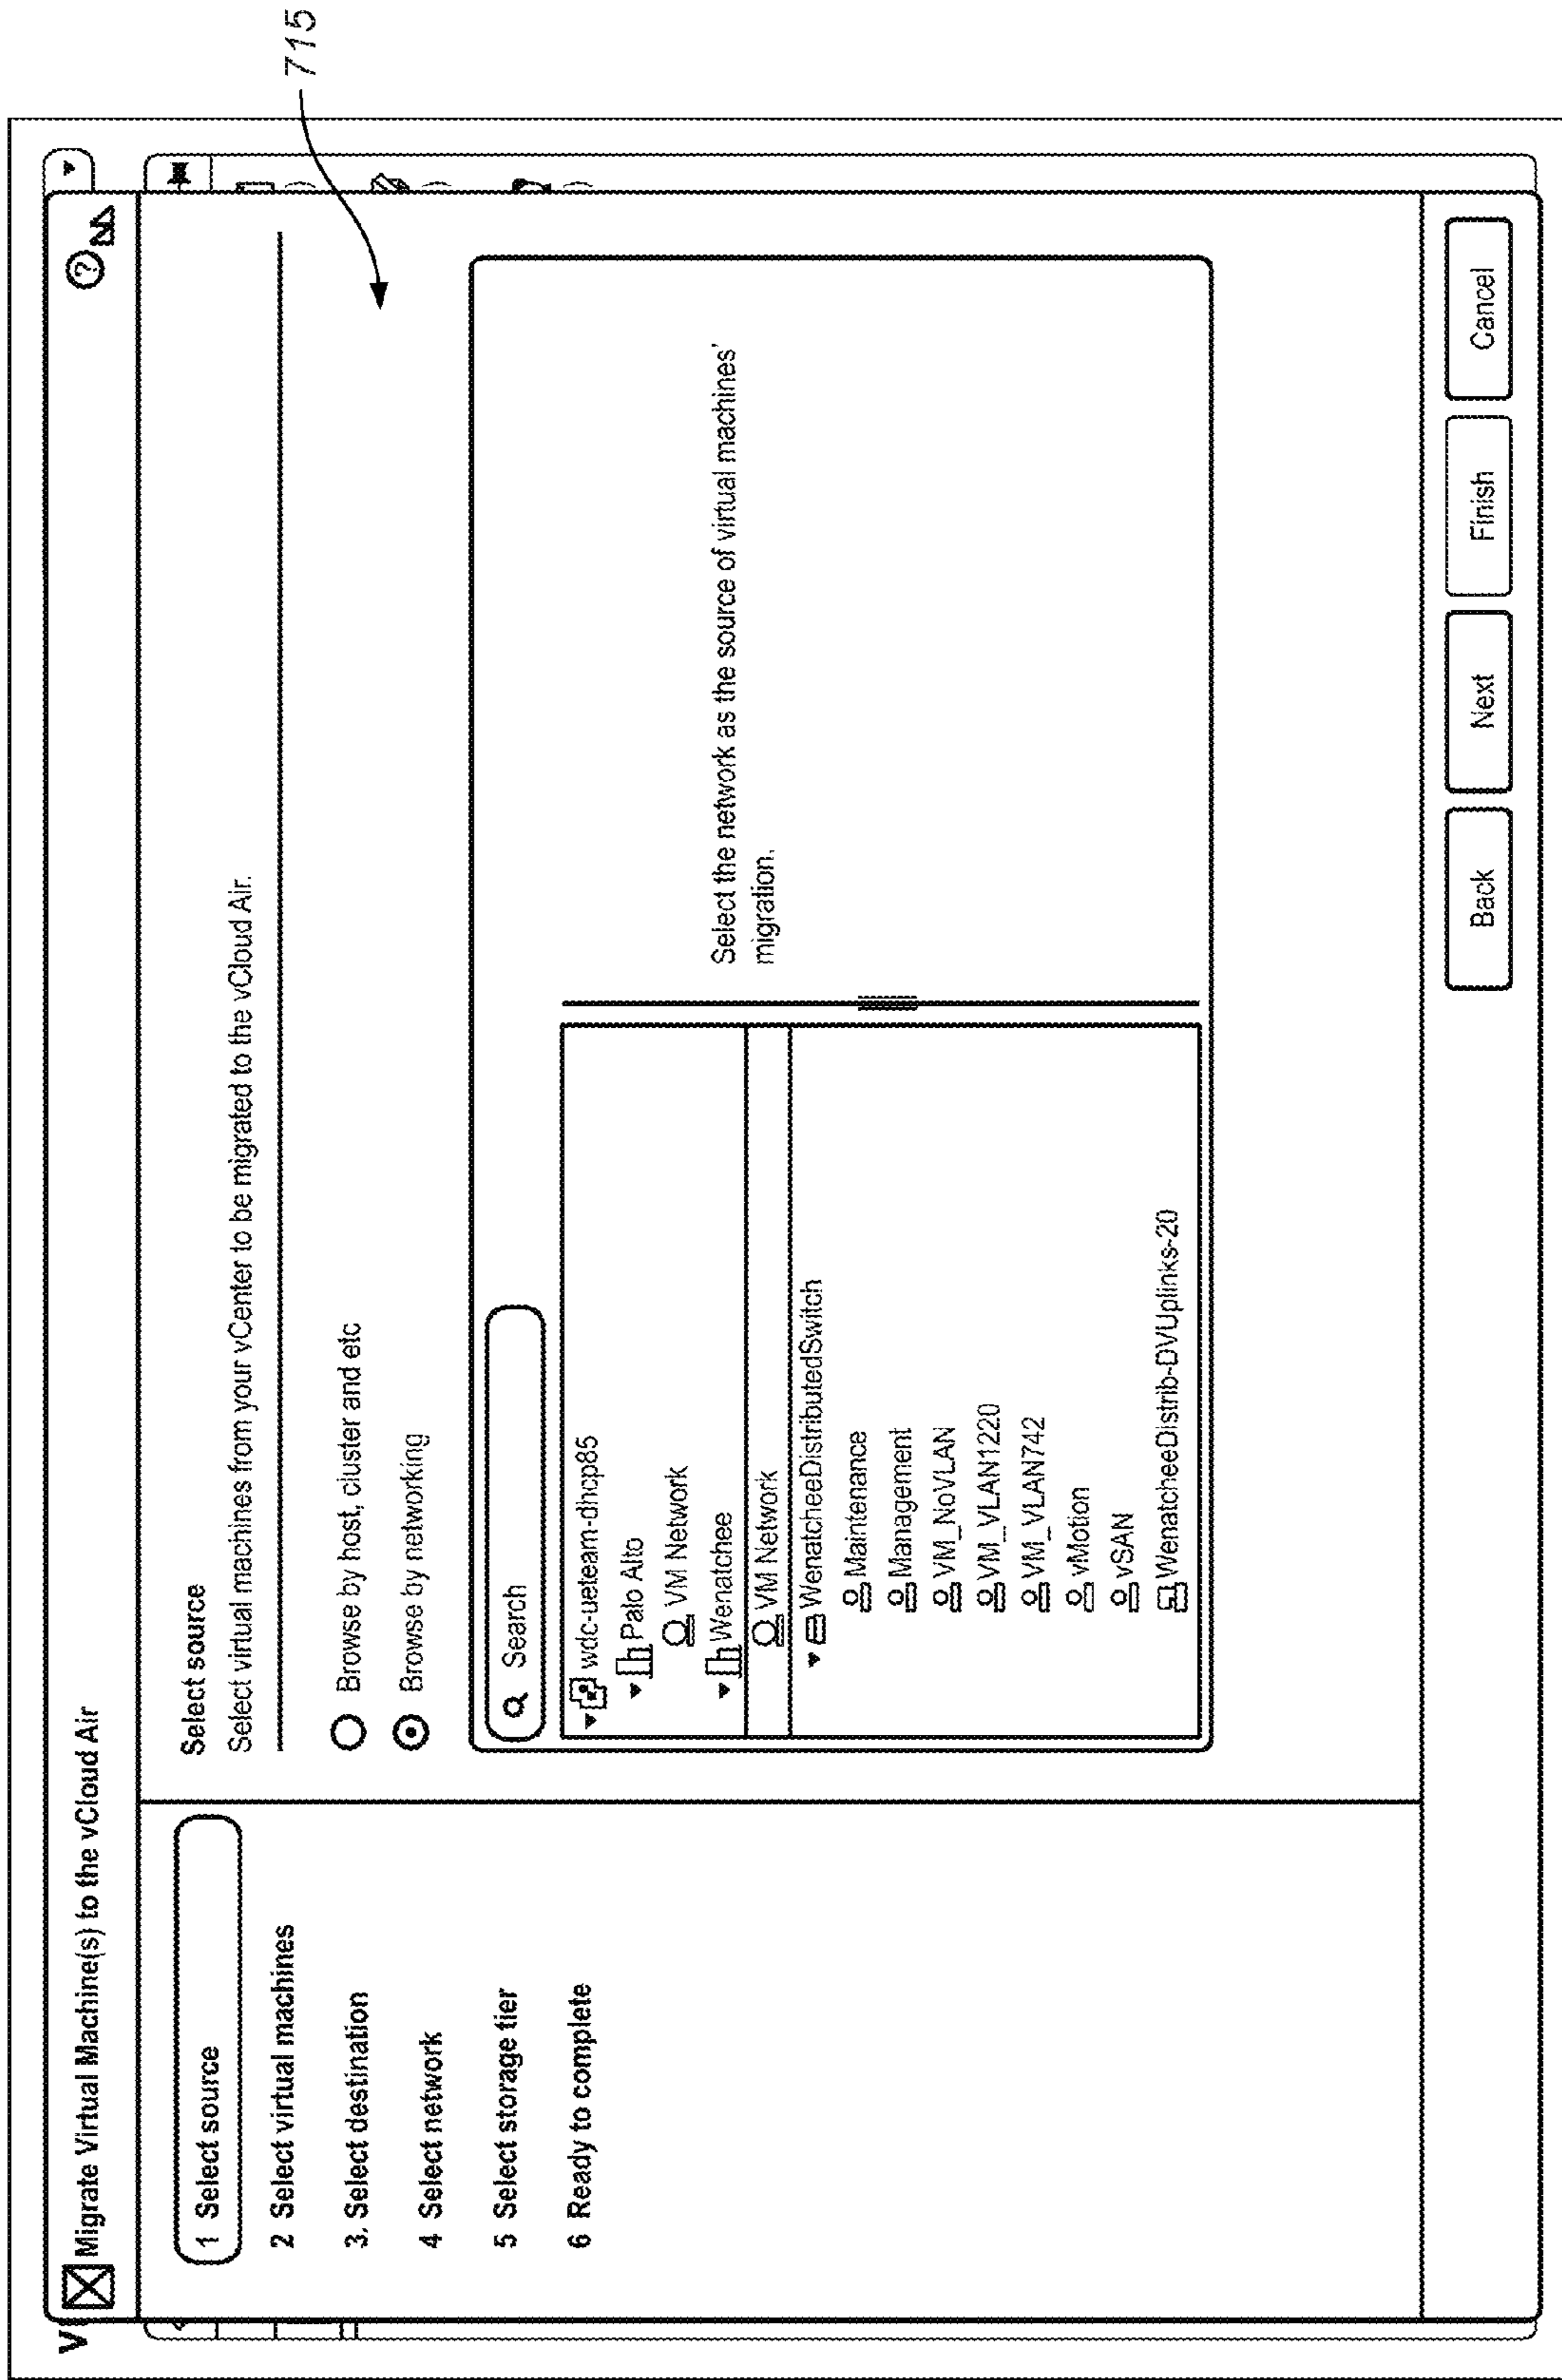 715
V
Migrate Virtual Machine(s) to the vCloud Air
?
1 Select source
2 Select virtual machines
3. Select destination
4 Select network
5 Select storage tier
6 Ready to complete
Select source
Select virtual machines from your vCenter to be migrated to the vCloud Air.
Browse by host, cluster and etc
Browse by networking
Search
wdc-ueteam-dhcp85
Palo Alto
VM Network
Wenatchee
VM Network
WenatcheeDistributedSwitch
Maintenance
Management
VM_NoVLAN
VM_VLAN1220
VM_VLAN742
vMotion
vSAN
WenatcheeDistrib-DVUplinks-20
Select the network as the source of virtual machines'
migration.
Back
Next
Finish
Cancel